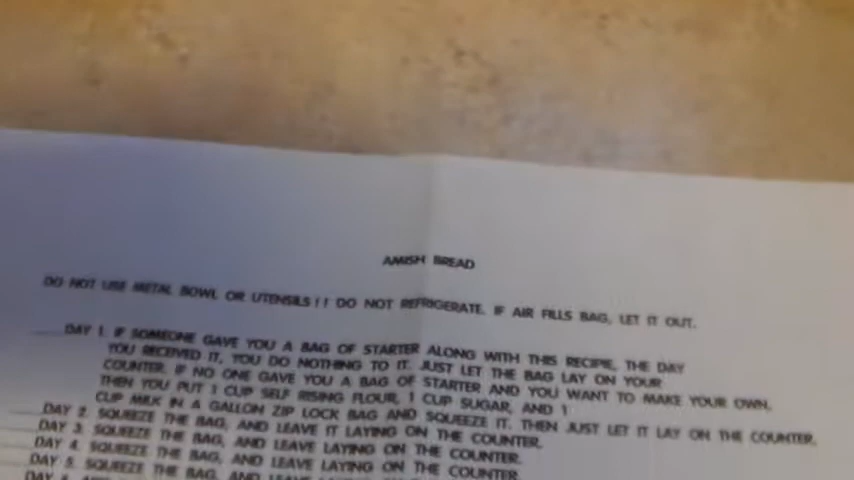 AMISH BREAD
DO NOT USE METAL BOWL OR UTENSILS!! DO NOT REFRIGERATE. IF AIR FILLS BAG, LET IT OUT.
DAY 1. IF SOMEONE GAVE YOU A BAG OF STARTER ALONG WITH THIS RECIPE, THE DAY
YOU RECEIVED IT, YOU DO NOTHING TO IT. JUST LET THE BAG LAY ON YOUR
COUNTER. IF NO ONE GAVE YOU A BAG OF STARTER AND YOU WANT TO MAKE YOUR OWN,
THEN YOU PUT 1 CUP SELF RISING FLOUR, 1 CUP SUGAR, AND 1
CUP MILK IN A GALLON ZIP LOCK BAG AND SQUEEZE IT. THEN JUST LET IT LAY ON THE COUNTER.
DAY 2. SQUEEZE THE BAG, AND LEAVE IT LAYING ON THE COUNTER.
DAY 3. SQUEEZE THE BAG, AND LEAVE LAYING ON THE COUNTER.
DAY 4. SQUEEZE THE BAG, AND LEAVE LAYING ON THE COUNTER.
DAY 5. SQUEEZE THE BAG, AND LEAVE LAYING ON THE COUNTER.
DAY